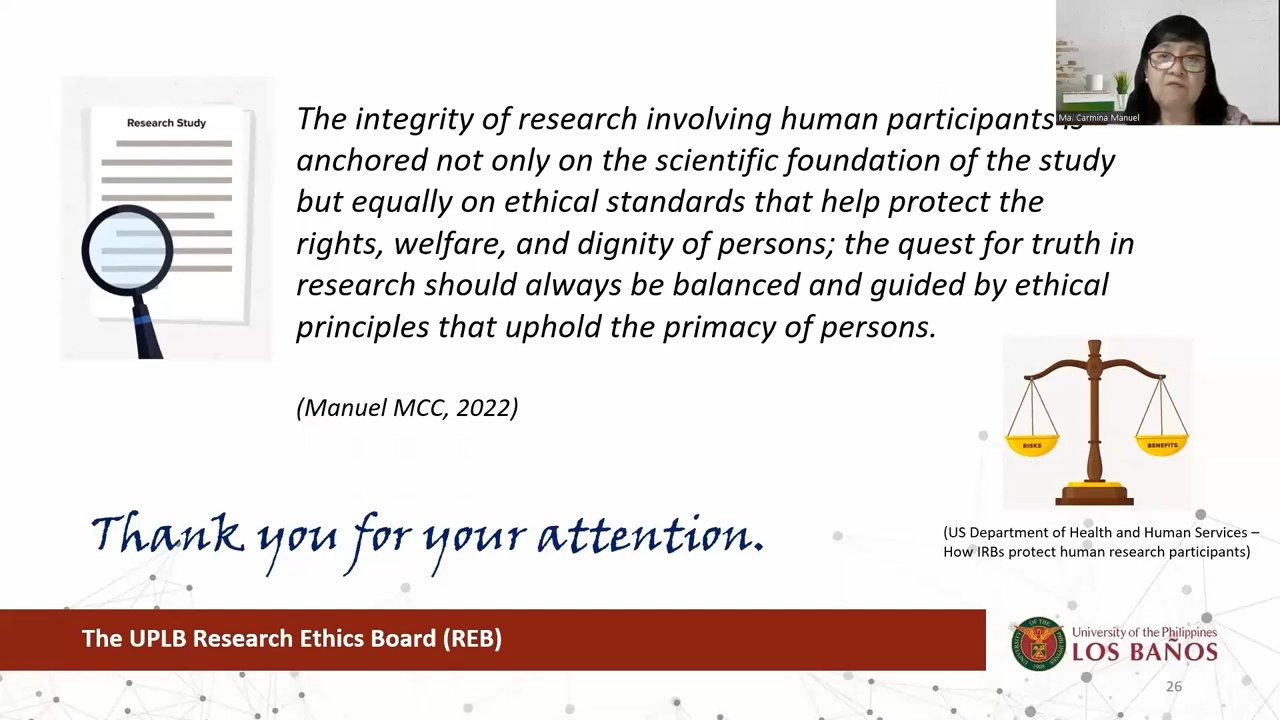 Research Study
The integrity of research involving human participants is
anchored not only on the scientific foundation of the study
but equally on ethical standards that help protect the
rights, welfare, and dignity of persons; the quest for truth in
research should always be balanced and guided by ethical
principles that uphold the primacy of persons.
(Manuel MCC, 2022)
Ma. Carmina Manuel
RISKS
BENEFITS
(US Department of Health and Human Services –
How IRBs protect human research participants)
Thank you for your attention.
The UPLB Research Ethics Board (REB)
University of the Philippines
LOS BAÑOS
26